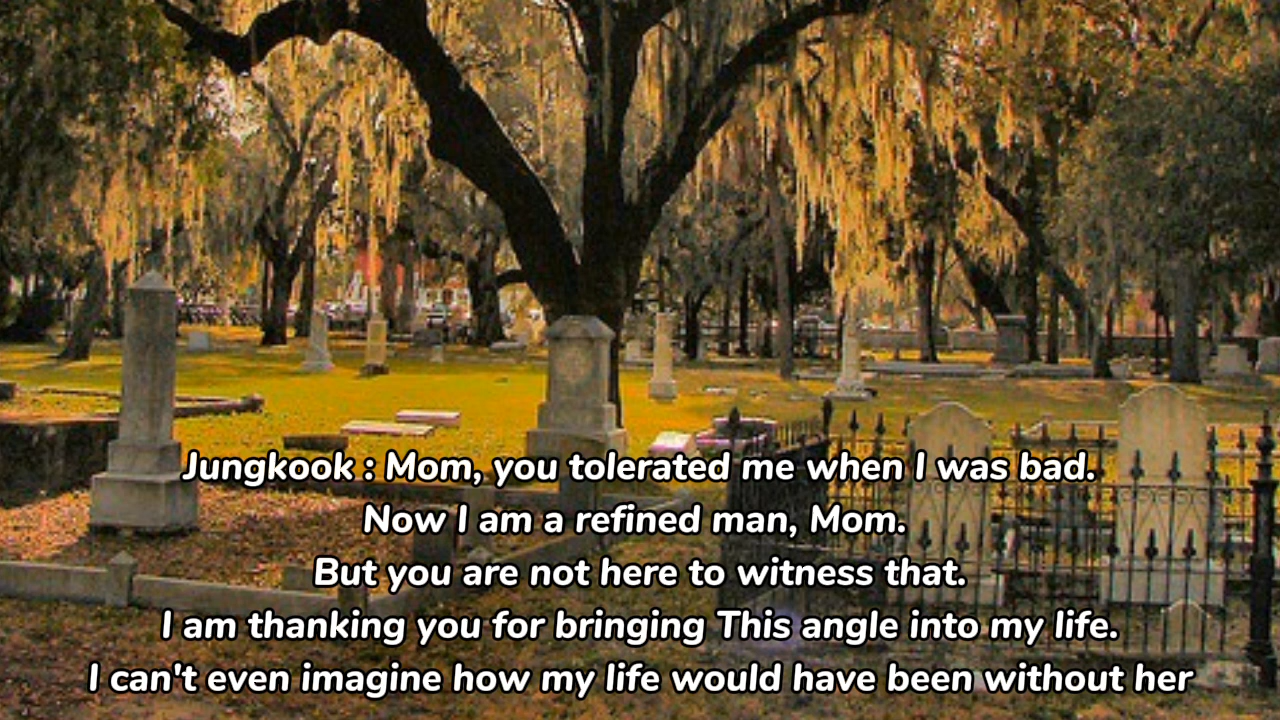 Jungkook : Mom, you tolerated me when I was bad.
Now I am a refined man, Mom.
But you are not here to witness that.
I am thanking you for bringing This angle into my life.
I can't even imagine how my life would have been without her